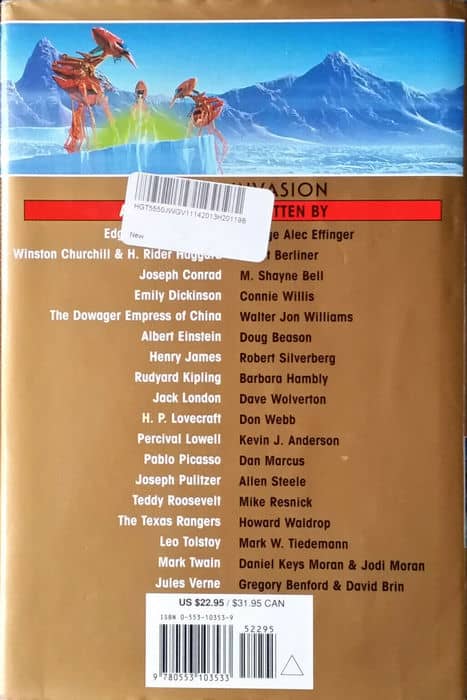 HGT5550JWGV11142013H201198
New
VASION
TTEN BY
Edg ge Alec Effinger
Winston Churchill & H. Rider Haggard t Berliner
Joseph Conrad M. Shayne Bell
Emily Dickinson Connie Willis
The Dowager Empress of China Walter Jon Williams
Albert Einstein Doug Beason
Henry James Robert Silverberg
Rudyard Kipling Barbara Hambly
Jack London Dave Wolverton
H. P. Lovecraft Don Webb
Percival Lowell Kevin J. Anderson
Pablo Picasso Dan Marcus
Joseph Pulitzer Allen Steele
Teddy Roosevelt Mike Resnick
The Texas Rangers Howard Waldrop
Leo Tolstoy Mark W. Tiedemann
Mark Twain Daniel Keys Moran & Jodi Moran
Jules Verne Gregory Benford & David Brin
US $22.95 / $31.95 CAN
ISBN 0-553-10353-9
52295
9 780553 103533